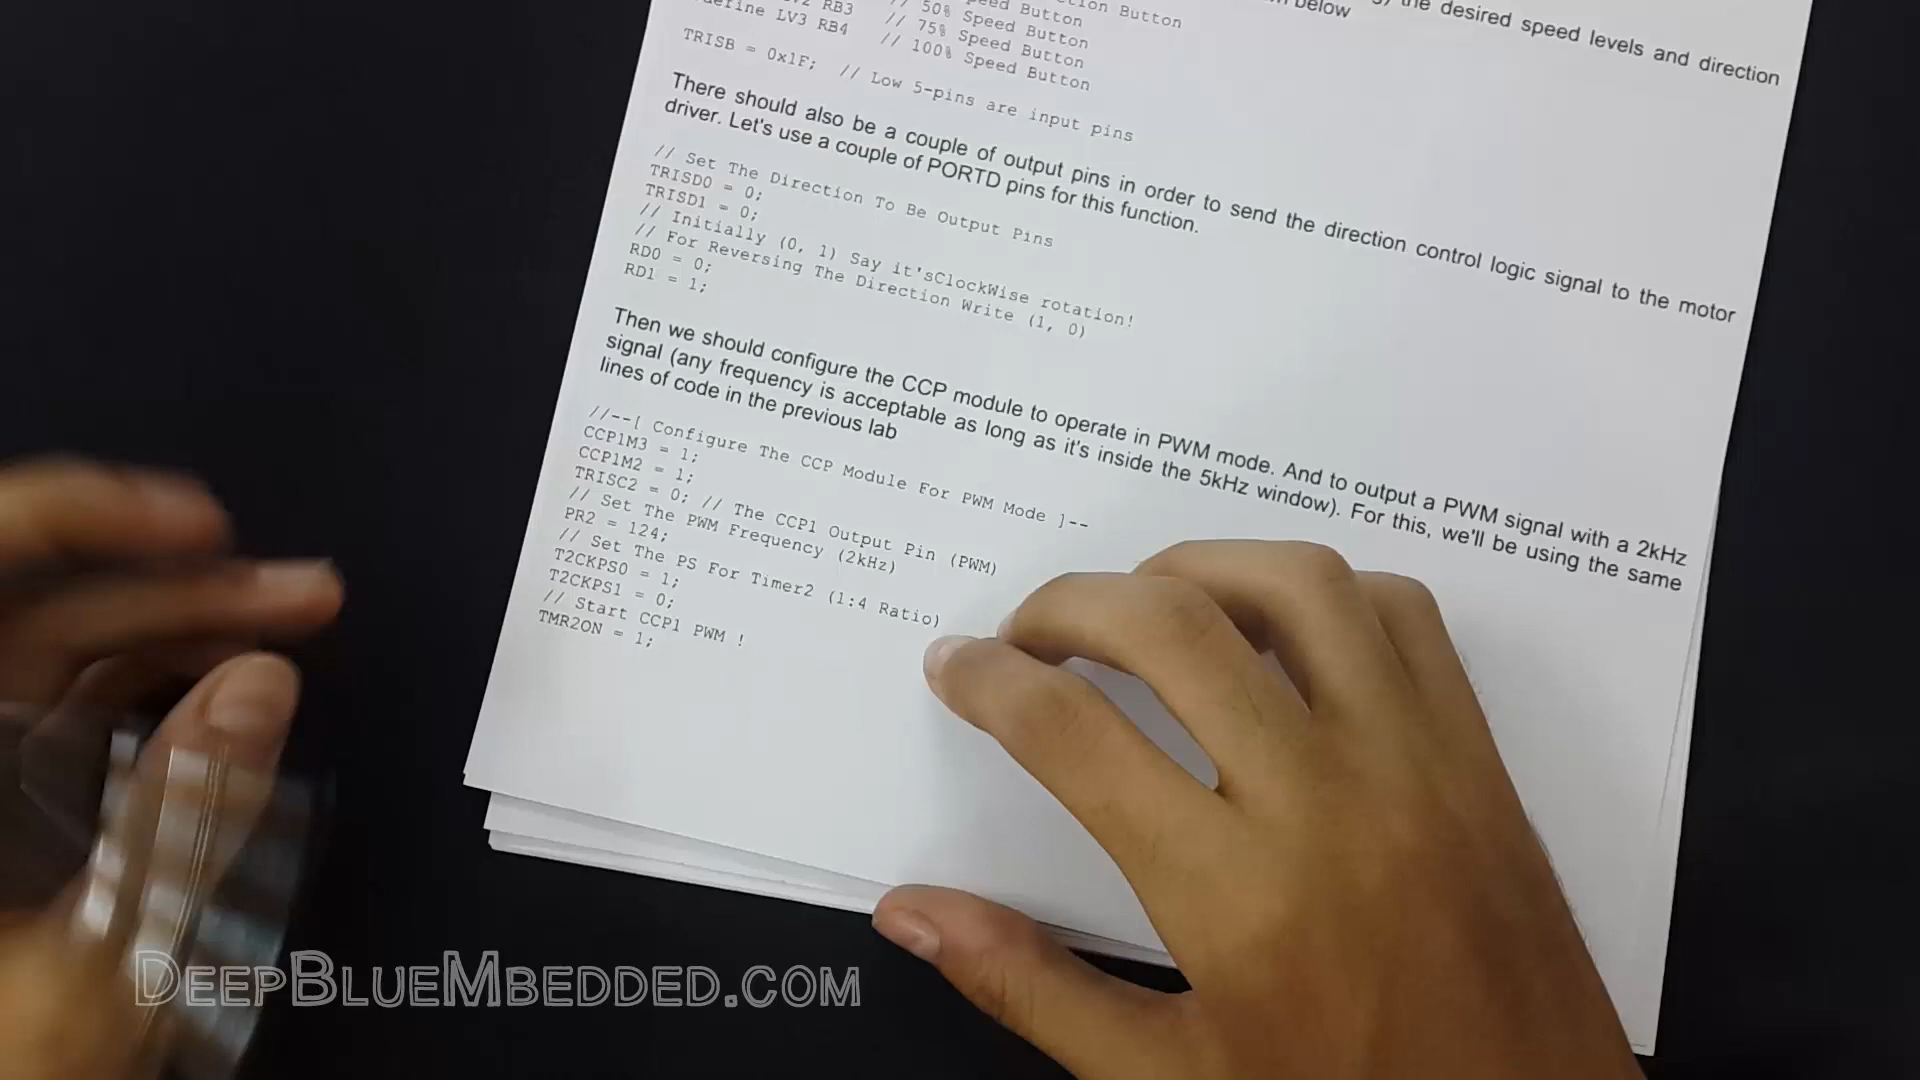 ction Button
50% Speed Button
RB3 // 75% Speed Button
LV3 RB4 // 100% Speed Button
the desired speed levels and direction
below
TRISB = 0x1F; // Low 5-pins are input pins
There should also be a couple of output pins in order to send the direction control logic signal to the motor
driver. Let's use a couple of PORTD pins for this function.
// Set The Direction To Be Output Pins
TRISD0 = 0;
TRISD1 = 0;
// Initially (0, 1) Say it'sClockWise rotation!
// For Reversing The Direction Write (1, 0)
RD0 = 0;
RD1 = 1;
Then we should configure the CCP module to operate in PWM mode. And to output a PWM signal with a 2kHz
signal (any frequency is acceptable as long as it's inside the 5kHz window). For this, we'll be using the same
lines of code in the previous lab
//--[ Configure The CCP Module For PWM Mode ]--
CCP1M3 = 1;
CCP1M2 = 1;
TRISC2 = 0; // The CCP1 Output Pin (PWM)
// Set The PWM Frequency (2kHz)
PR2 = 124;
// Set The PS For Timer2 (1:4 Ratio)
T2CKPS0 = 1;
T2CKPS1 = 0;
// Start CCP1 PWM !
TMR2ON = 1;
DeepBlueMbedded.com